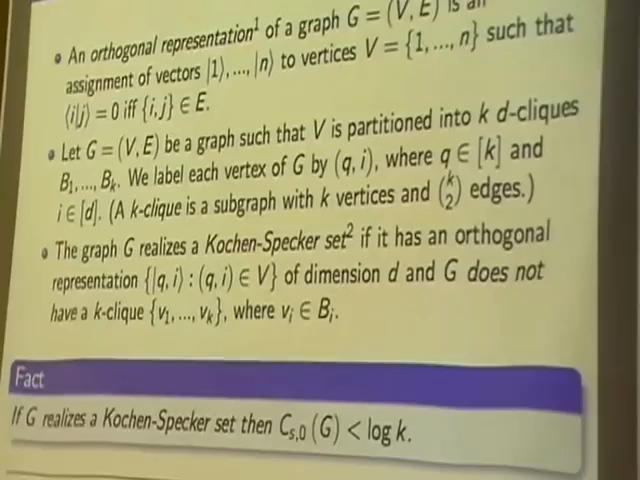 • An orthogonal representation¹ of a graph G = (V, E) is an
assignment of vectors |1⟩, ..., |n⟩ to vertices V = {1, ..., n} such that
⟨i|j⟩ = 0 iff {i, j} ∈ E.
• Let G = (V, E) be a graph such that V is partitioned into k d-cliques
B₁, ..., Bₖ. We label each vertex of G by (q, i), where q ∈ [k] and
i ∈ [d]. (A k-clique is a subgraph with k vertices and (k 2) edges.)
• The graph G realizes a Kochen-Specker set² if it has an orthogonal
representation {|q, i⟩ : (q, i) ∈ V} of dimension d and G does not
have a k-clique {v₁, ..., vₖ}, where vᵢ ∈ Bᵢ.
Fact
If G realizes a Kochen-Specker set then Cₛ,₀ (G) < log k.